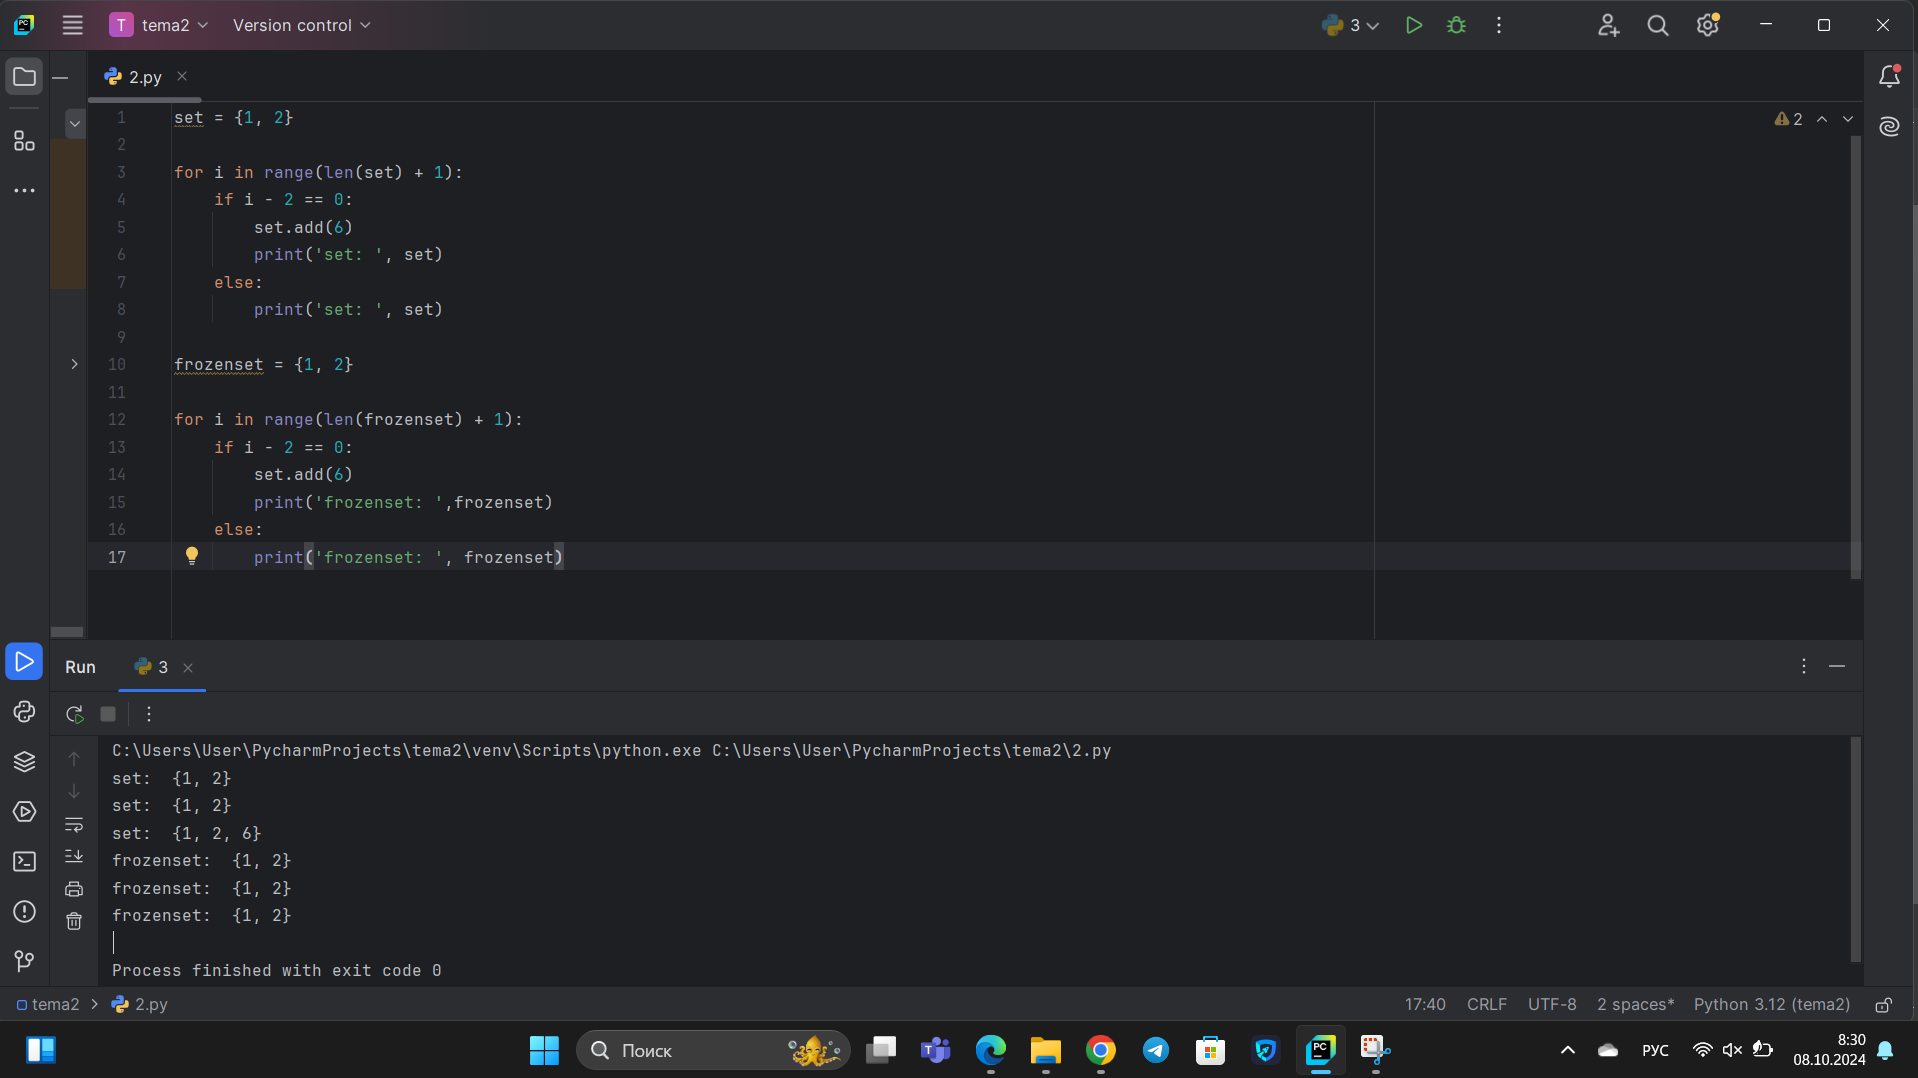 PC
T tema2 Version control 3
2.py
2
1 set = {1, 2}
2
3 for i in range(len(set) + 1):
4 if i - 2 == 0:
5 set.add(6)
6 print('set: ', set)
7 else:
8 print('set: ', set)
9
10 frozenset = {1, 2}
11
12 for i in range(len(frozenset) + 1):
13 if i - 2 == 0:
14 set.add(6)
15 print('frozenset: ',frozenset)
16 else:
17 print('frozenset: ', frozenset)
Run 3
C:\Users\User\PycharmProjects\tema2\venv\Scripts\python.exe C:\Users\User\PycharmProjects\tema2\2.py
set:  {1, 2}
set:  {1, 2}
set:  {1, 2, 6}
frozenset:  {1, 2}
frozenset:  {1, 2}
frozenset:  {1, 2}
Process finished with exit code 0
tema2 2.py 17:40 CRLF UTF-8 2 spaces* Python 3.12 (tema2)
Поиск T PC РУС 8:30
08.10.2024